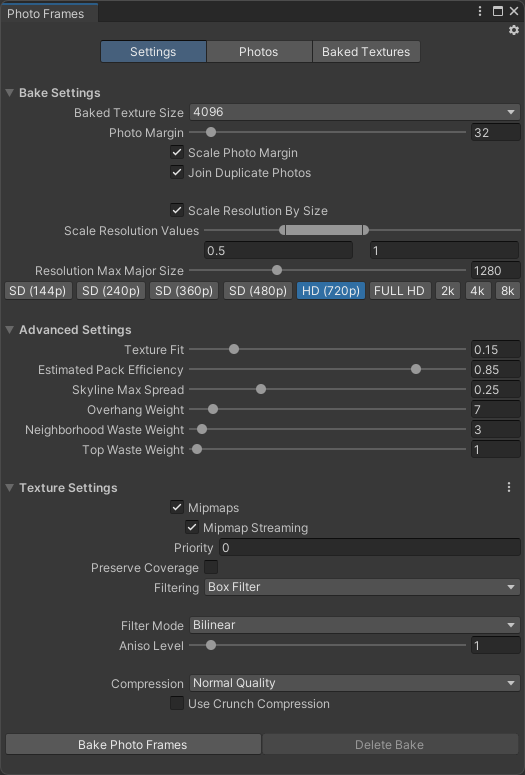 Photo Frames
Settings Photos Baked Textures
Bake Settings
Baked Texture Size 4096
Photo Margin 32
Scale Photo Margin
Join Duplicate Photos
Scale Resolution By Size
Scale Resolution Values
0.5 1
Resolution Max Major Size 1280
SD (144p) SD (240p) SD (360p) SD (480p) HD (720p) FULL HD 2k 4k 8k
Advanced Settings
Texture Fit 0.15
Estimated Pack Efficiency 0.85
Skyline Max Spread 0.25
Overhang Weight 7
Neighborhood Waste Weight 3
Top Waste Weight 1
Texture Settings
Mipmaps
Mipmap Streaming
Priority 0
Preserve Coverage
Filtering Box Filter
Filter Mode Bilinear
Aniso Level 1
Compression Normal Quality
Use Crunch Compression
Bake Photo Frames Delete Bake